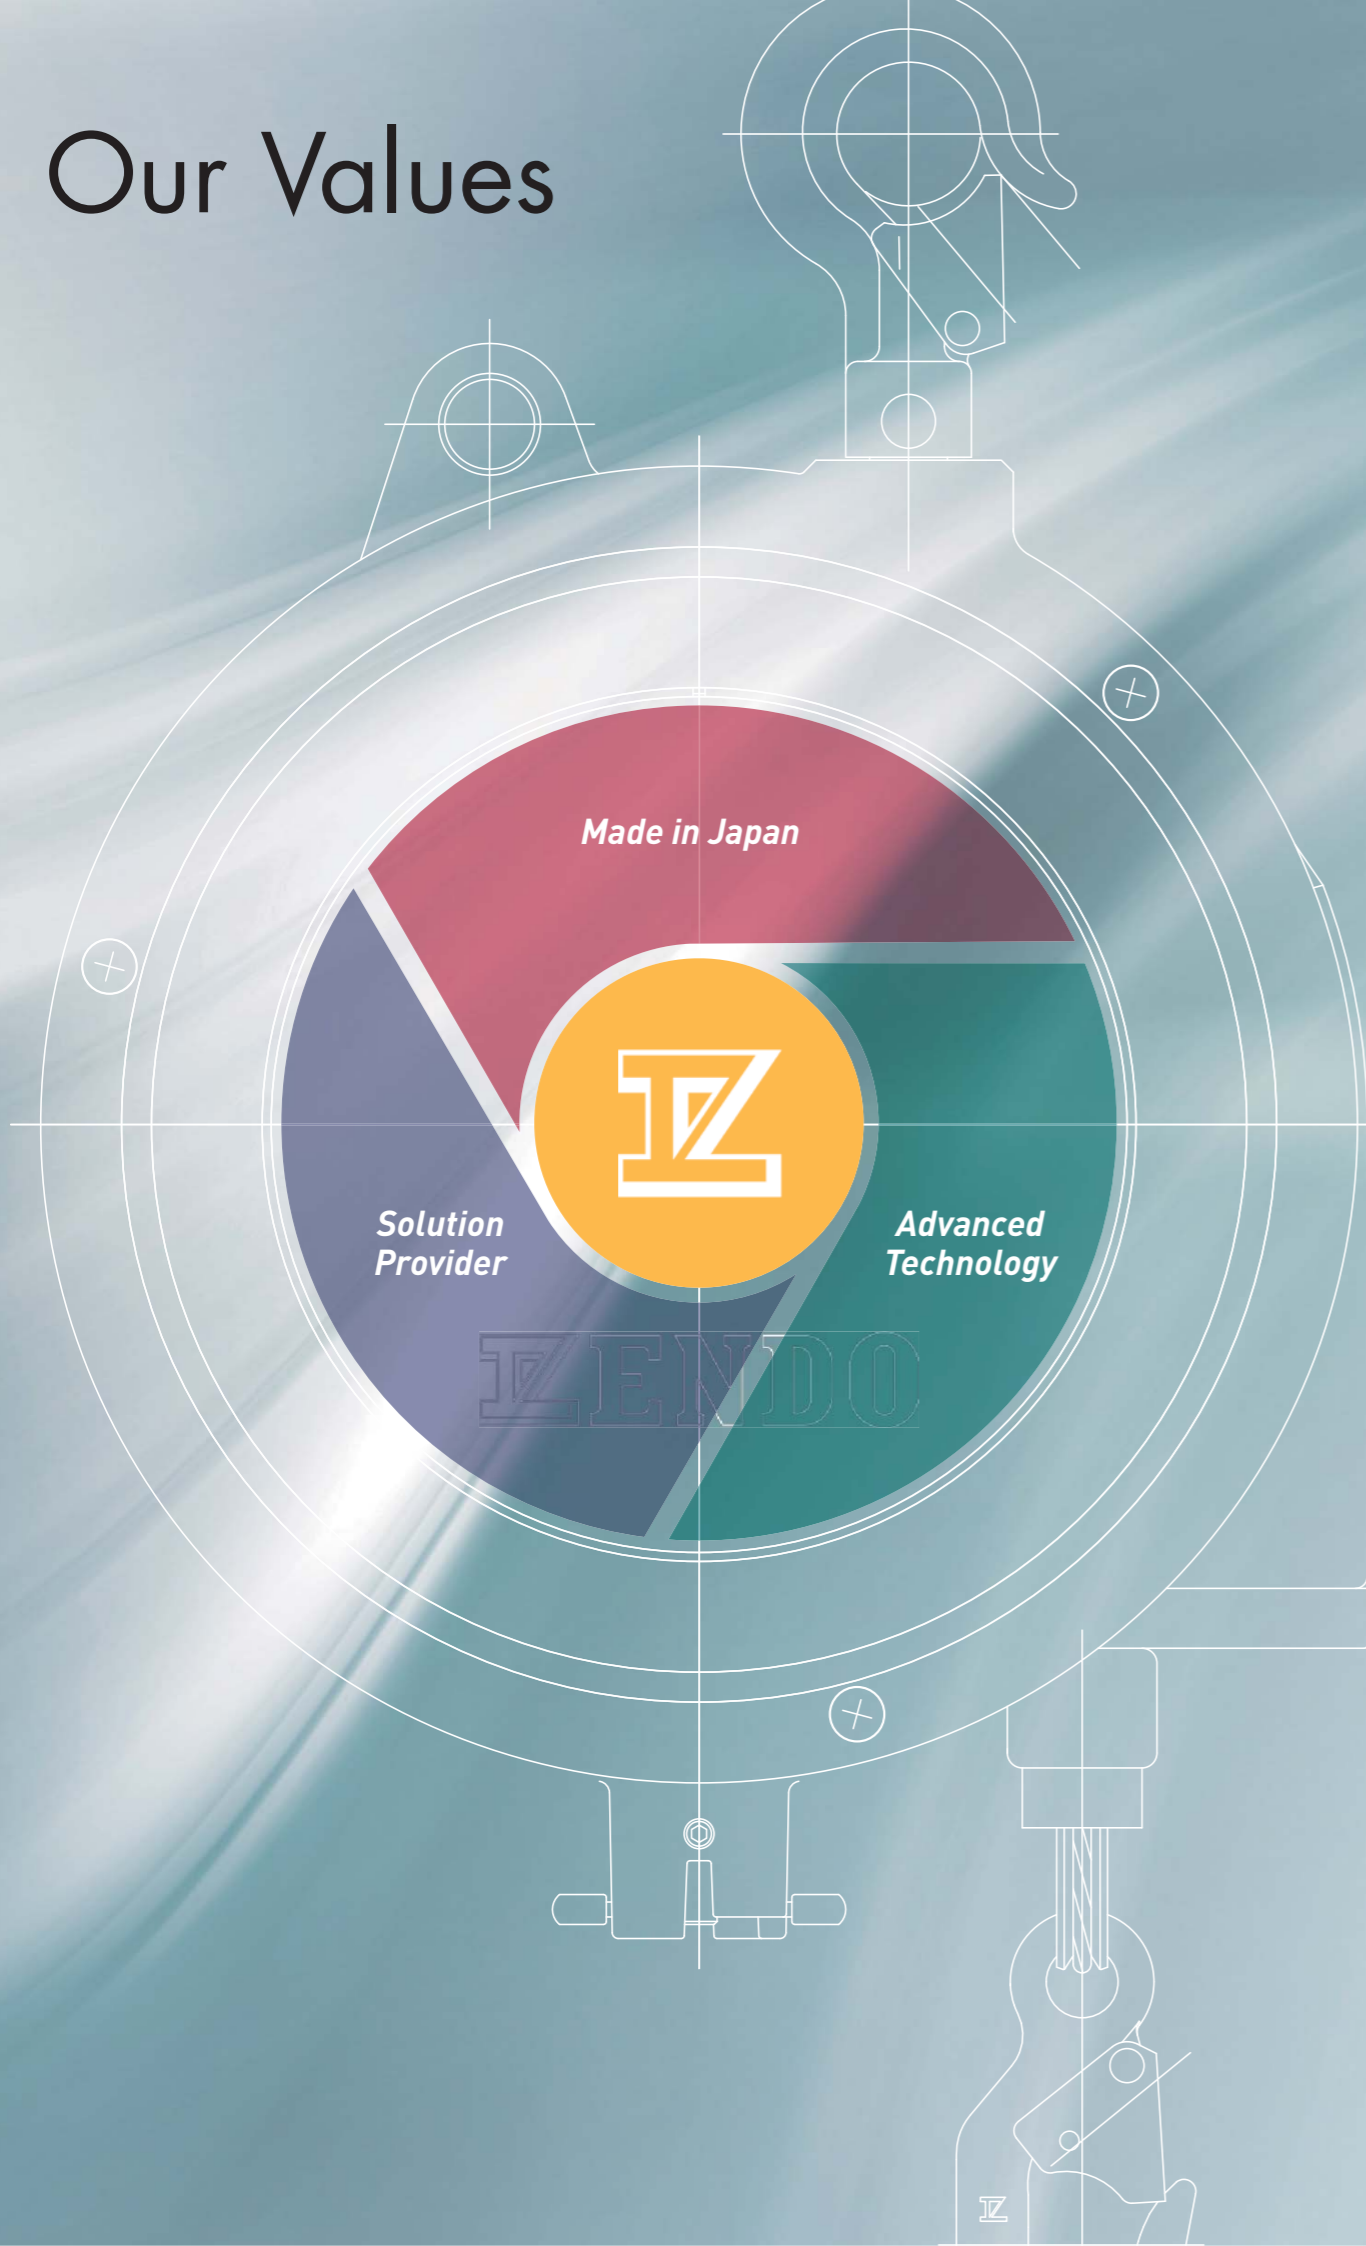 Our Values
Made in Japan
Solution
Provider
Advanced
Technology
ENDO